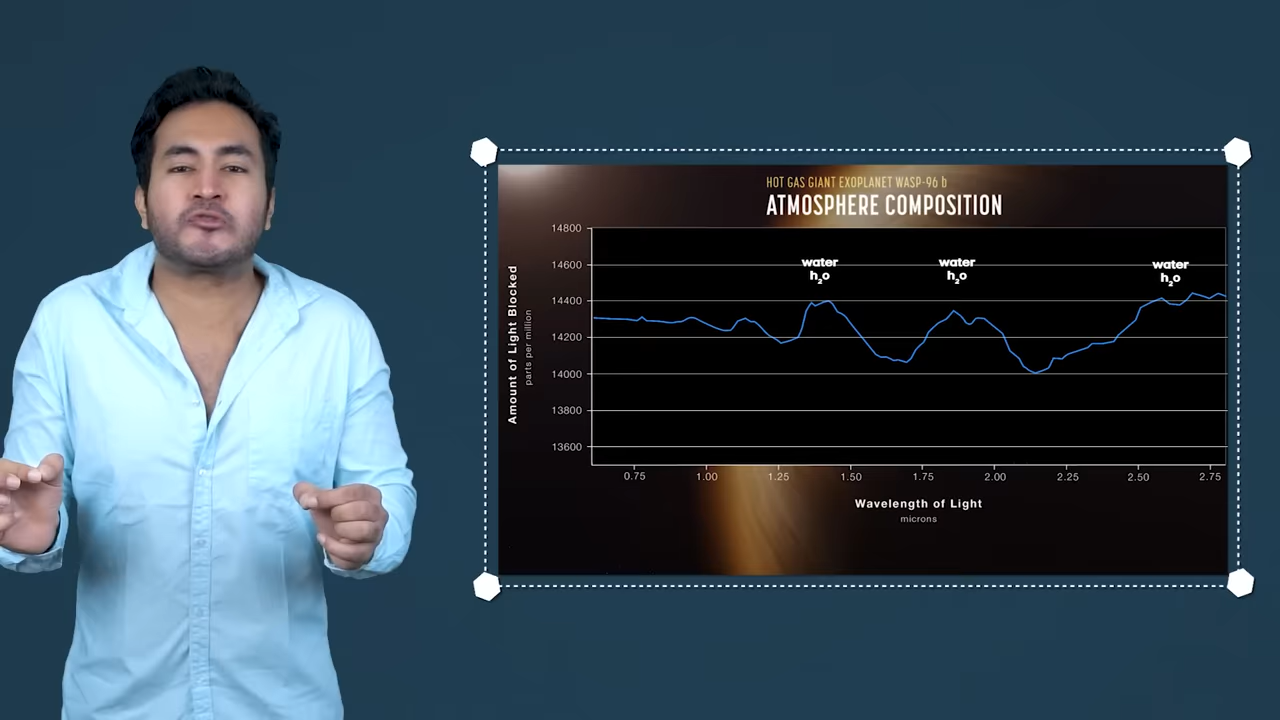 HOT GAS GIANT EXOPLANET WASP-96 b
ATMOSPHERE COMPOSITION
14800
14600
14400
14200
14000
13800
13600
Amount of Light Blocked
parts per million
water
h₂o
water
h₂o
water
h₂o
0.75 1.00 1.25 1.50 1.75 2.00 2.25 2.50 2.75
Wavelength of Light
microns